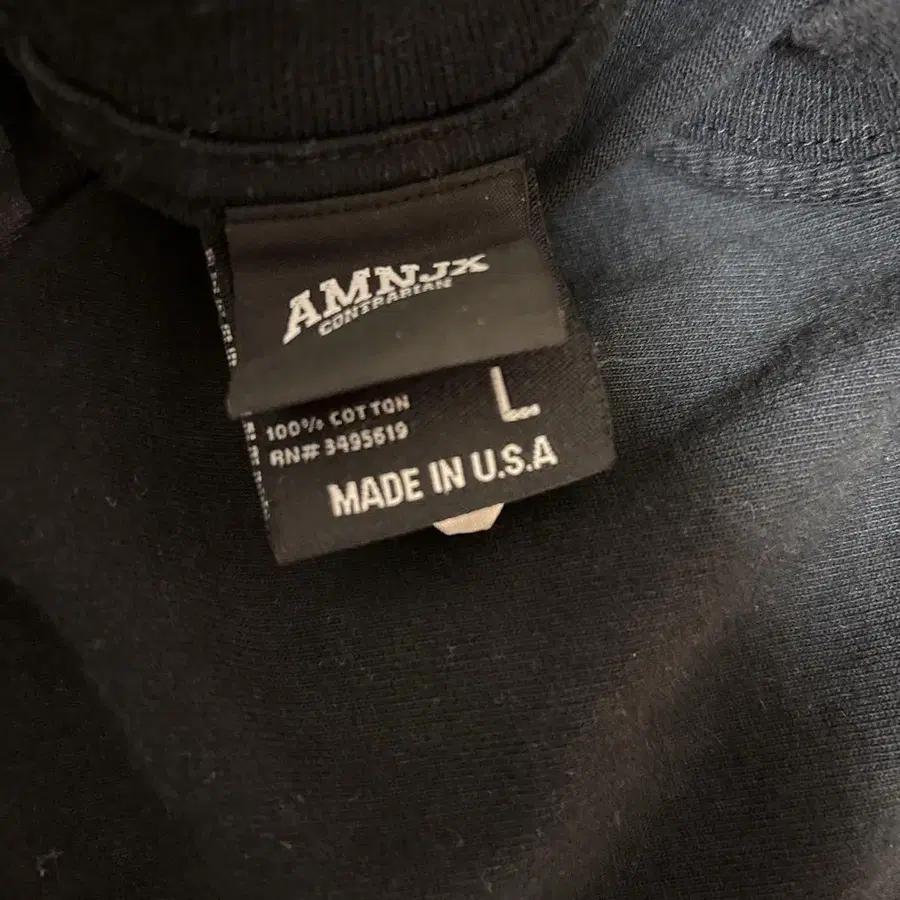 AMNJX
CONTRARIAN
L
100% COTTON
RN# 3495619
MADE IN U.S.A